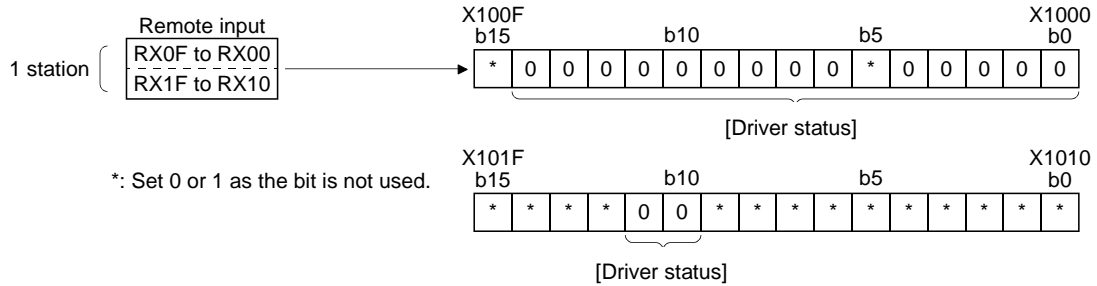 Remote input
1 station
RX0F to RX00
RX1F to RX10
X100F X1000
b15 b10 b5 b0
* 0 0 0 0 0 0 0 0 0 * 0 0 0 0 0
[Driver status]
*: Set 0 or 1 as the bit is not used.
X101F X1010
b15 b10 b5 b0
* * * * 0 0 * * * * * * * * * *
[Driver status]